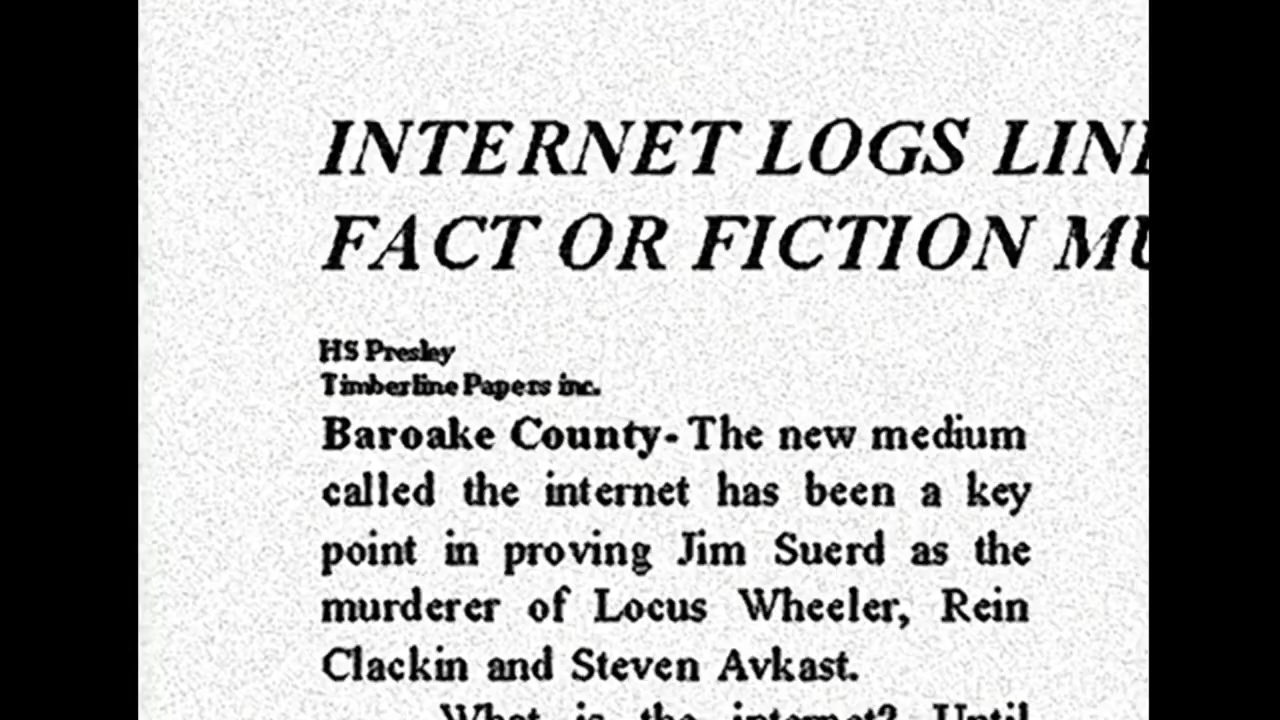 INTERNET LOGS
FACT OR FICTION
HS Presley
Timberline Papers inc.
Baroake County- The new medium
called the internet has been a key
point in proving Jim Suerd as the
murderer of Locus Wheeler, Rein
Clackin and Steven Avkast.
What is the internet? Until